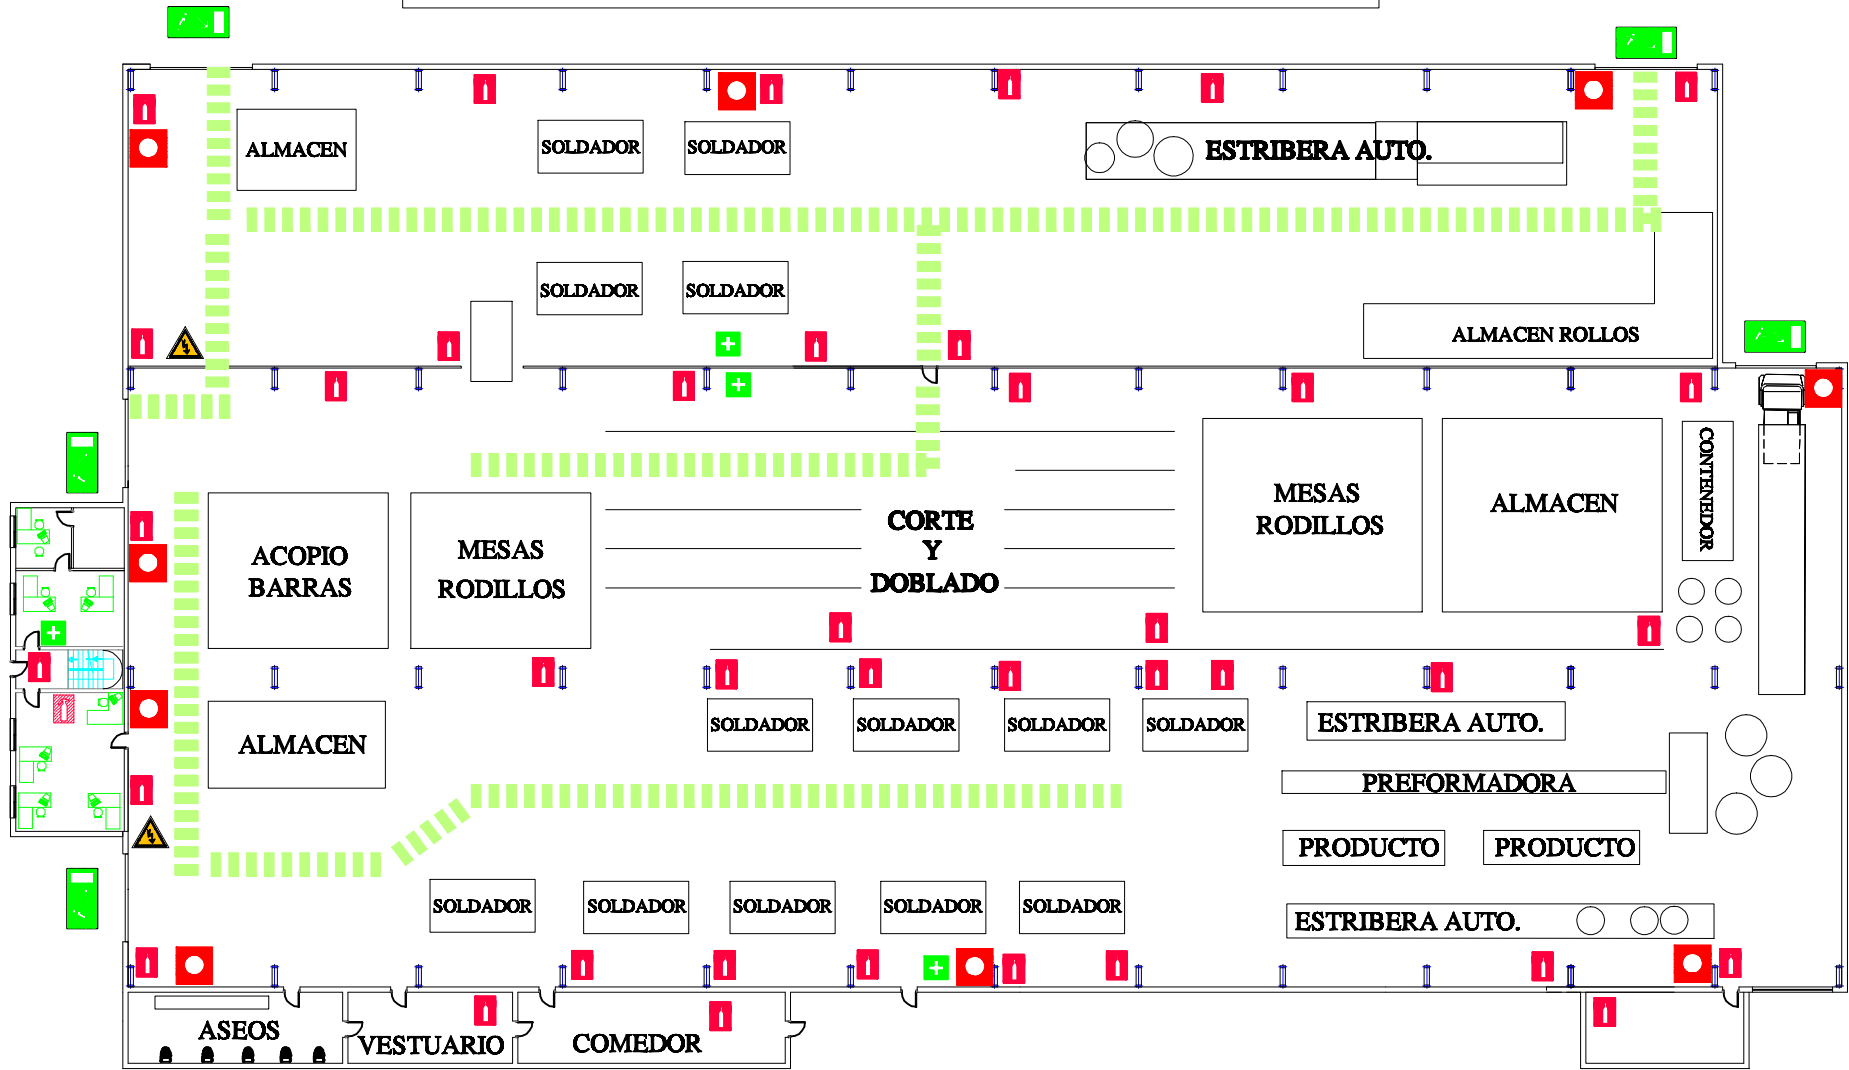 ALMACEN
SOLDADOR
SOLDADOR
ESTRIBERA AUTO.
SOLDADOR
SOLDADOR
ALMACEN ROLLOS
ACOPIO
BARRAS
MESAS
RODILLOS
CORTE
Y
DOBLADO
MESAS
RODILLOS
ALMACEN
CONTENEDOR
ALMACEN
SOLDADOR
SOLDADOR
SOLDADOR
SOLDADOR
ESTRIBERA AUTO.
PREFORMADORA
PRODUCTO
PRODUCTO
SOLDADOR
SOLDADOR
SOLDADOR
SOLDADOR
SOLDADOR
ESTRIBERA AUTO.
ASEOS
VESTUARIO
COMEDOR